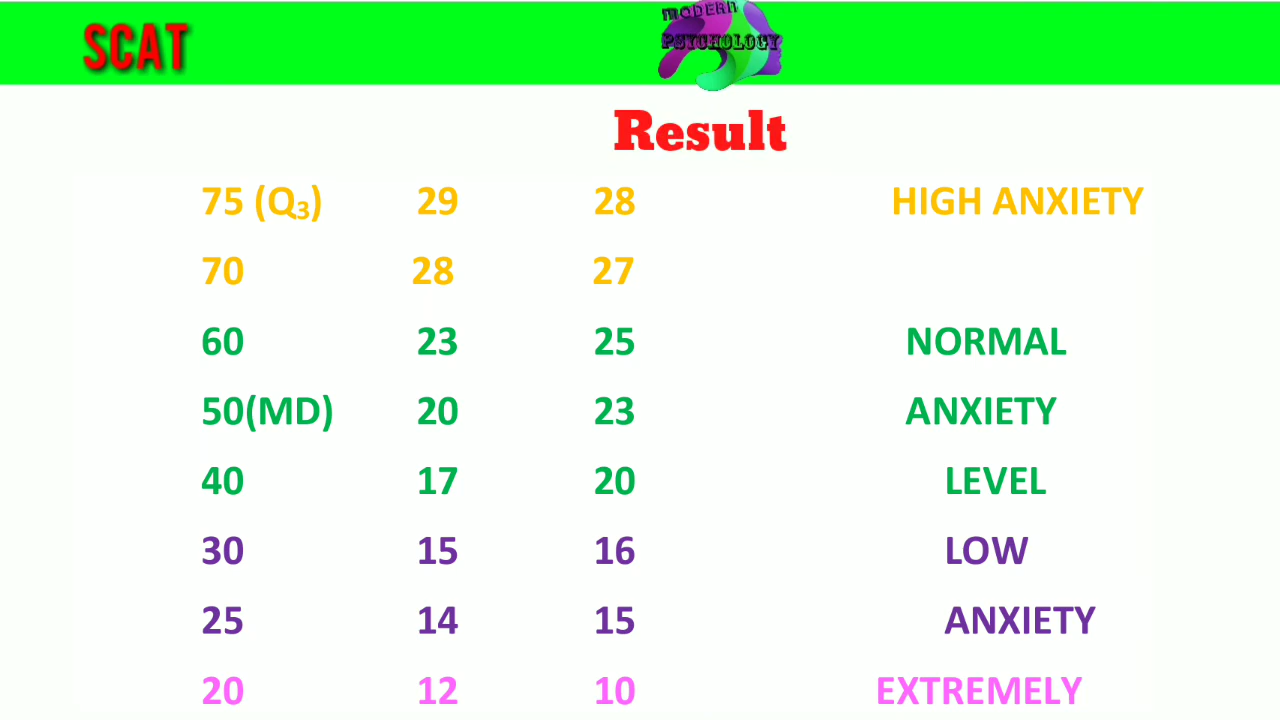 SCAT
MODERN
PSYCHOLOGY
Result
75 (Q₃) 29 28 HIGH ANXIETY
70 28 27
60 23 25 NORMAL
50(MD) 20 23 ANXIETY
40 17 20 LEVEL
30 15 16 LOW
25 14 15 ANXIETY
20 12 10 EXTREMELY